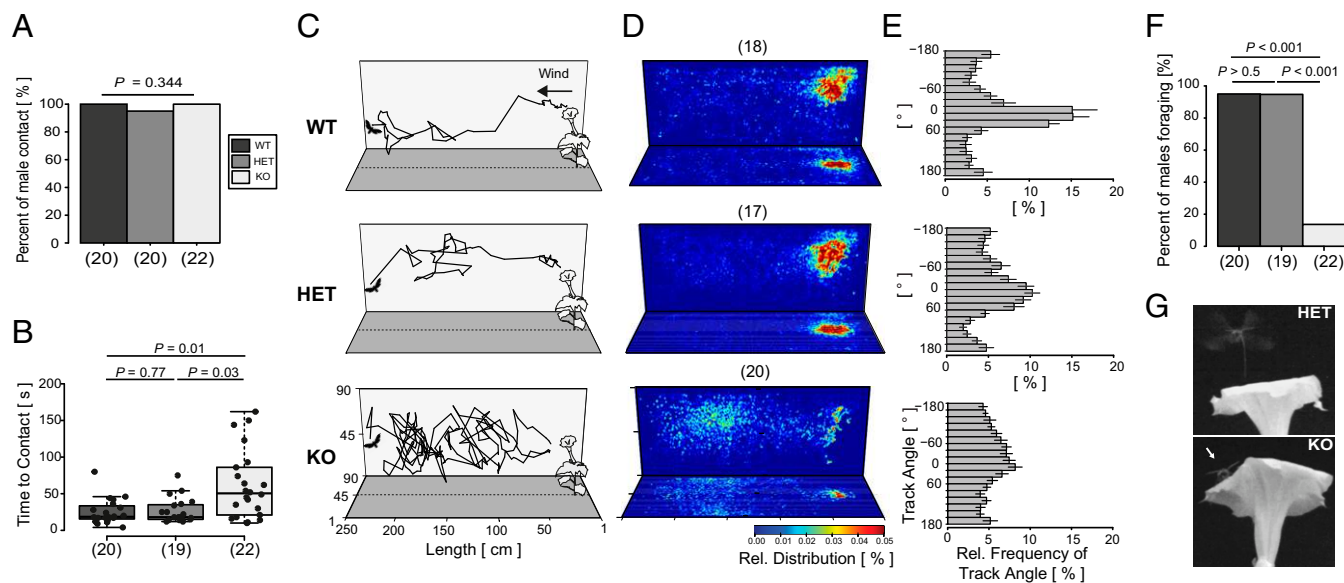 A
P = 0.344
Percent of male contact [ % ]
100
80
60
40
20
0
(20) (20) (22)
WT
HET
KO
B
P = 0.01
P = 0.77 P = 0.03
Time to Contact [ s ]
200
150
100
50
0
(20) (19) (22)
C
WT
Wind
HET
KO
90
45
90
45
1
250 200 150 100 50 1
Length [ cm ]
D
(18)
(17)
(20)
0.00 0.01 0.02 0.03 0.04 0.05
Rel. Distribution [ % ]
E
−180
−60
0
60
180
[ ° ]
0 5 10 15 20
[ % ]
−180
−60
0
60
180
[ ° ]
0 5 10 15 20
[ % ]
−180
−60
0
60
180
Track Angle [ ° ]
0 5 10 15 20
Rel. Frequency of
Track Angle [ % ]
F
P < 0.001
P > 0.5 P < 0.001
Percent of males foraging [%]
100
80
60
40
20
0
(20) (19) (22)
G
HET
KO